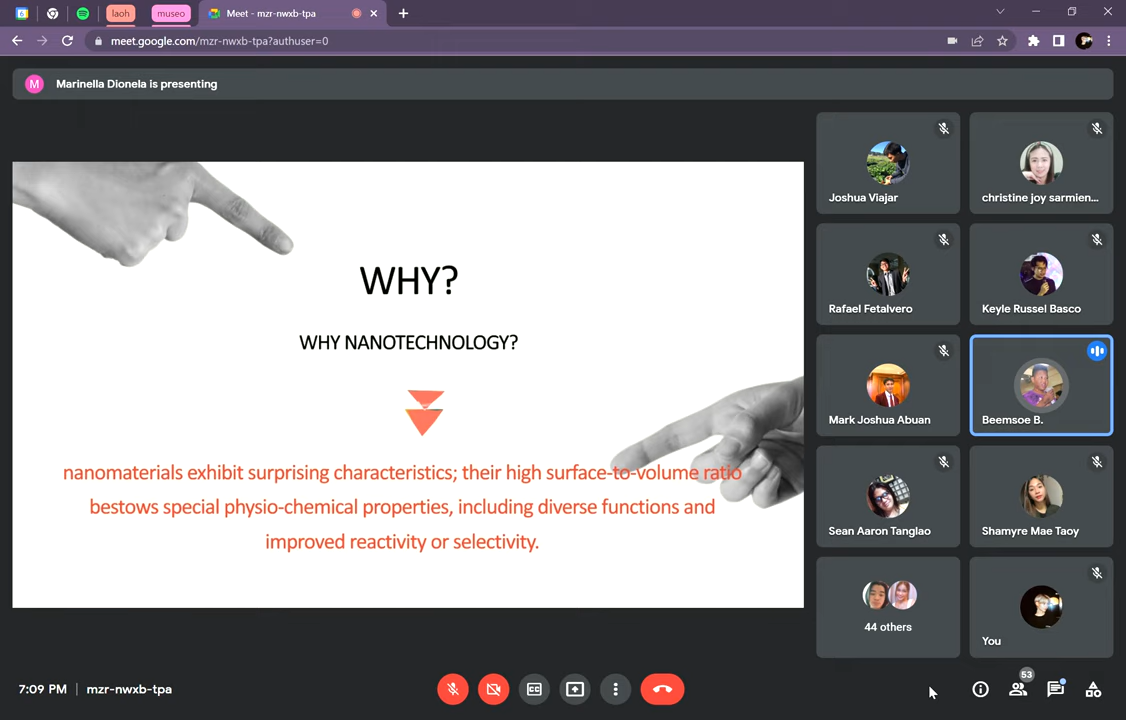 laoh
museo
Meet - mzr-nwxb-tpa
meet.google.com/mzr-nwxb-tpa?authuser=0
M
Marinella Dionela is presenting
WHY?
WHY NANOTECHNOLOGY?
nanomaterials exhibit surprising characteristics; their high surface-to-volume ratio
bestows special physio-chemical properties, including diverse functions and
improved reactivity or selectivity.
Joshua Viajar
christine joy sarmien...
Rafael Fetalvero
Keyle Russel Basco
Mark Joshua Abuan
Beemsoe B.
Sean Aaron Tanglao
Shamyre Mae Taoy
44 others
You
7:09 PM | mzr-nwxb-tpa
CC
53